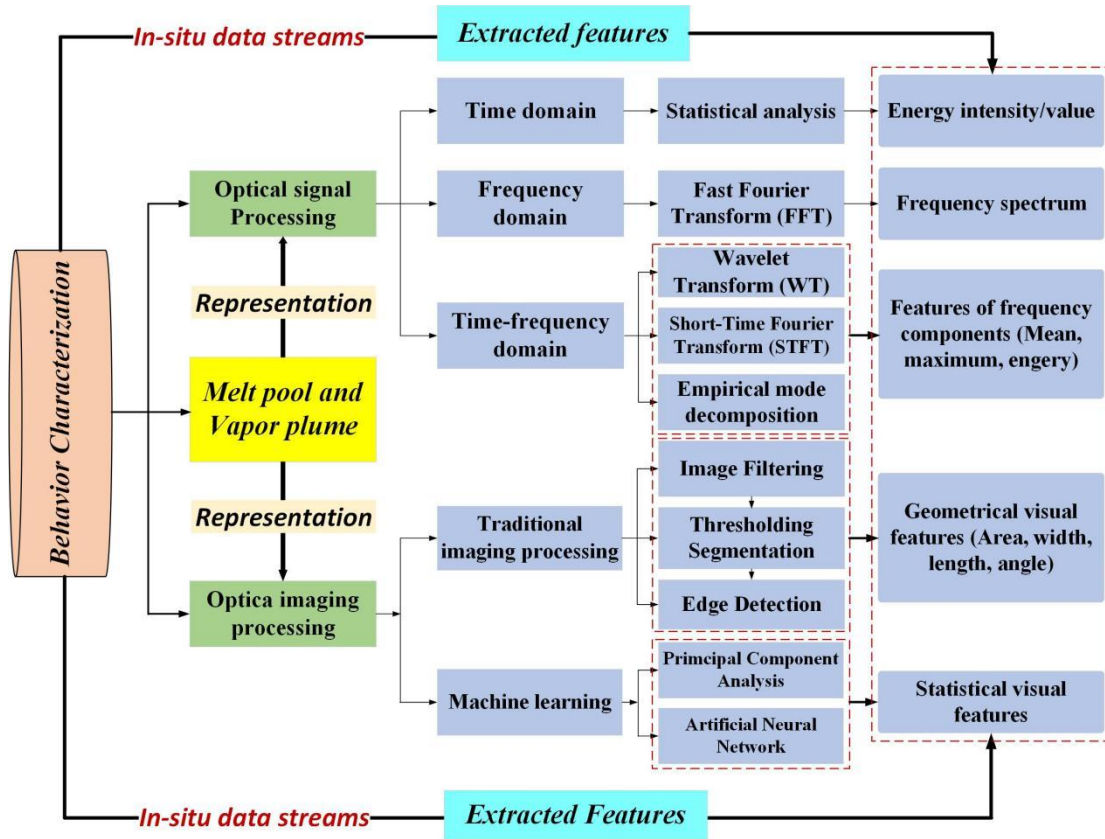 In-situ data streams
Extracted features
Time domain
Statistical analysis
Energy intensity/value
Optical signal
Processing
Frequency
domain
Fast Fourier
Transform (FFT)
Frequency spectrum
Behavior Characterization
Representation
Time-frequency
domain
Wavelet
Transform (WT)
Short-Time Fourier
Transform (STFT)
Empirical mode
decomposition
Features of frequency
components (Mean,
maximum, engery)
Melt pool and
Vapor plume
Representation
Optica imaging
processing
Traditional
imaging processing
Image Filtering
Thresholding
Segmentation
Edge Detection
Geometrical visual
features (Area, width,
length, angle)
Machine learning
Primcipal Component
Analysis
Artificial Neural
Network
Statistical visual
features
In-situ data streams
Extracted Features